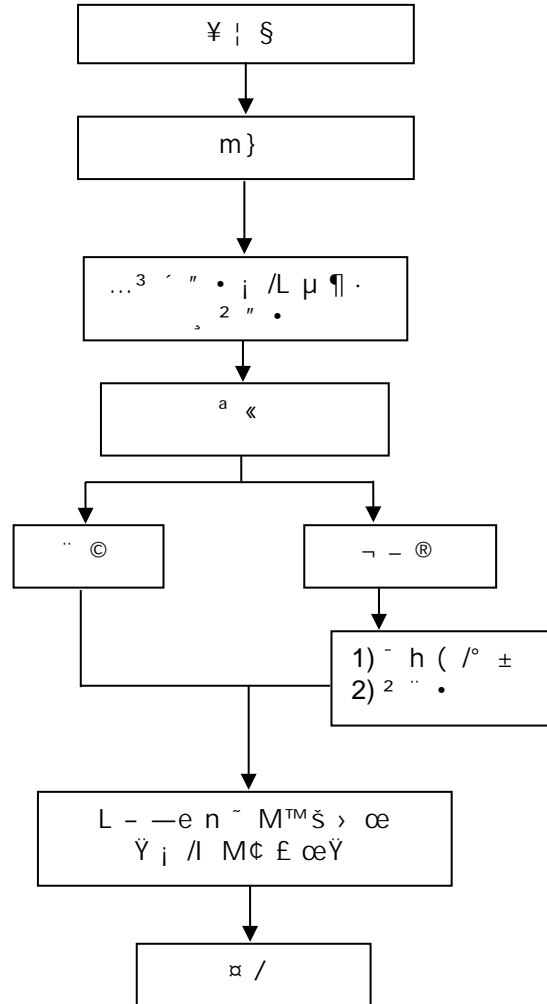 ¥ ¦ §
m}
…³ ´ ″ • ¡ /L µ ¶ ·
¸ ² ″ •
ª «
¨ ©
¬ – ®
1) ¯ h ( /° ±
2) ² ¨ •
L – —e n ˜ M™š › œ
Ÿ ¡ /I M¢ £ œŸ
¤ /